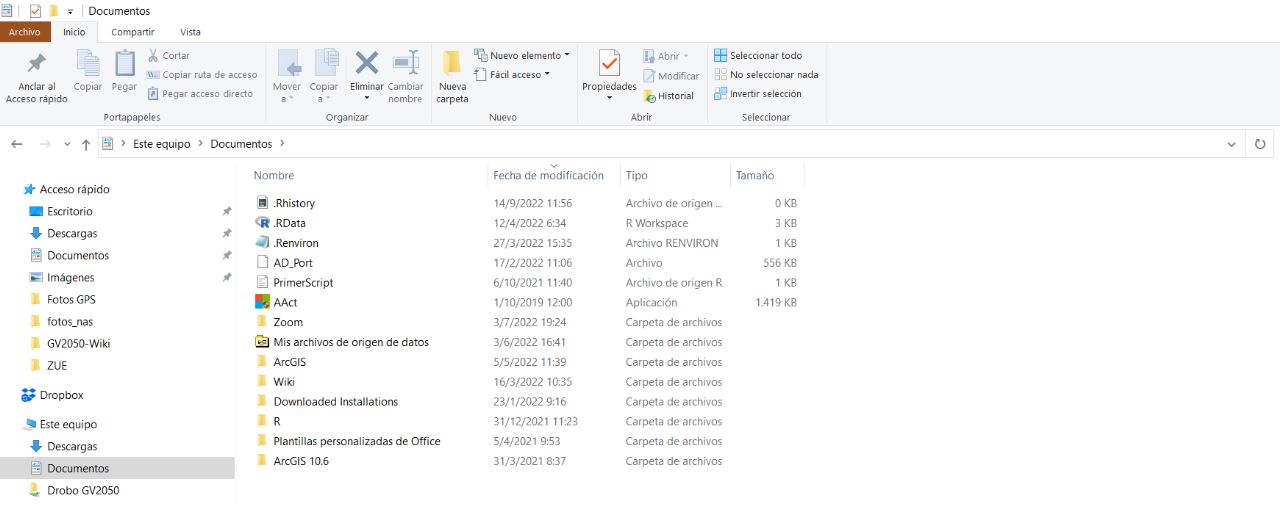 Documentos
Archivo Inicio Compartir Vista
Anclar al Acceso rápido
Copiar
Pegar
Cortar
Copiar ruta de acceso
Pegar acceso directo
Portapapeles
Mover a
Copiar a
Eliminar
Cambiar nombre
Organizar
Nueva carpeta
Nuevo elemento
Fácil acceso
Nuevo
Propiedades
Abrir
Modificar
Historial
Abrir
Seleccionar todo
No seleccionar nada
Invertir selección
Seleccionar
Este equipo > Documentos >
Acceso rápido
Escritorio
Descargas
Documentos
Imágenes
Fotos GPS
fotos_nas
GV2050-Wiki
ZUE
Dropbox
Este equipo
Descargas
Documentos
Drobo GV2050
Nombre Fecha de modificación Tipo Tamaño
.Rhistory 14/9/2022 11:56 Archivo de origen ... 0 KB
.RData 12/4/2022 6:34 R Workspace 3 KB
.Renviron 27/3/2022 15:35 Archivo RENVIRON 1 KB
AD_Port 17/2/2022 11:06 Archivo 556 KB
PrimerScript 6/10/2021 11:40 Archivo de origen R 1 KB
AAct 1/10/2019 12:00 Aplicación 1.419 KB
Zoom 3/7/2022 19:24 Carpeta de archivos
Mis archivos de origen de datos 3/6/2022 16:41 Carpeta de archivos
ArcGIS 5/5/2022 11:39 Carpeta de archivos
Wiki 16/3/2022 10:35 Carpeta de archivos
Downloaded Installations 23/1/2022 9:16 Carpeta de archivos
R 31/12/2021 11:23 Carpeta de archivos
Plantillas personalizadas de Office 5/4/2021 9:53 Carpeta de archivos
ArcGIS 10.6 31/3/2021 8:37 Carpeta de archivos